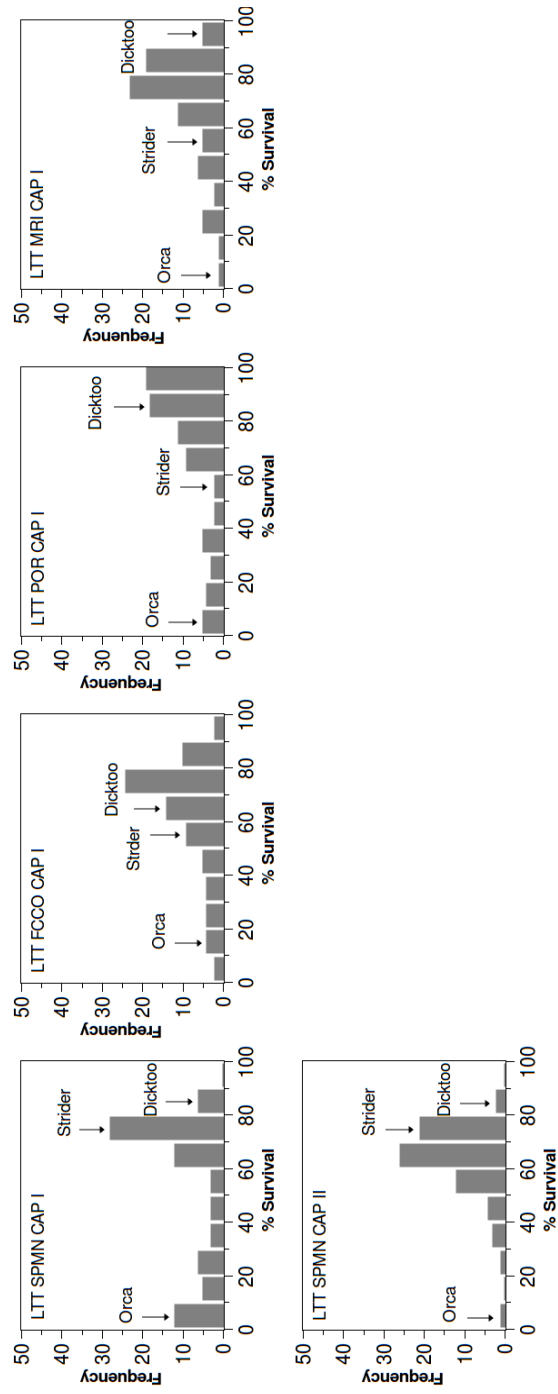 LTT SPMN CAP I
50
40
30
20
10
0
Frequency
Orca
Strider
Dicktoo
0 20 40 60 80 100
% Survival
LTT FCCO CAP I
50
40
30
20
10
0
Frequency
Orca
Strder
Dicktoo
0 20 40 60 80 100
% Survival
LTT POR CAP I
50
40
30
20
10
0
Frequency
Orca
Strider
Dicktoo
0 20 40 60 80 100
% Survival
LTT MRI CAP I
50
40
30
20
10
0
Frequency
Orca
Strider
Dicktoo
0 20 40 60 80 100
% Survival
LTT SPMN CAP II
50
40
30
20
10
0
Frequency
Orca
Strider
Dicktoo
0 20 40 60 80 100
% Survival